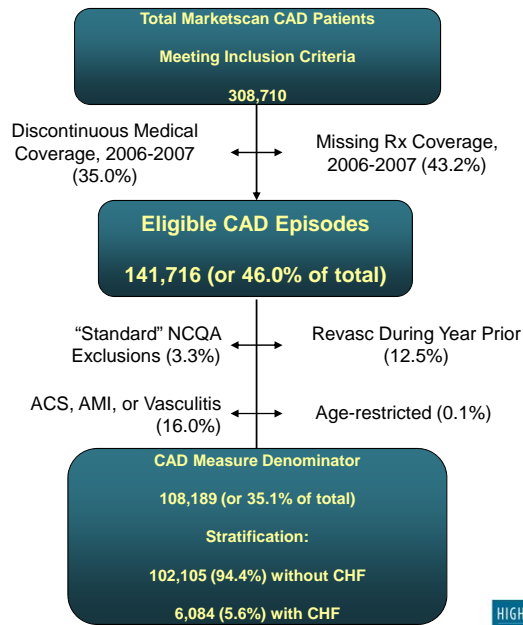 Total Marketscan CAD Patients
Meeting Inclusion Criteria
308,710
Discontinuous Medical
Coverage, 2006-2007
(35.0%)
Missing Rx Coverage,
2006-2007 (43.2%)
Eligible CAD Episodes
141,716 (or 46.0% of total)
“Standard” NCQA
Exclusions (3.3%)
Revasc During Year Prior
(12.5%)
ACS, AMI, or Vasculitis
(16.0%)
Age-restricted (0.1%)
CAD Measure Denominator
108,189 (or 35.1% of total)
Stratification:
102,105 (94.4%) without CHF
6,084 (5.6%) with CHF
HIGH